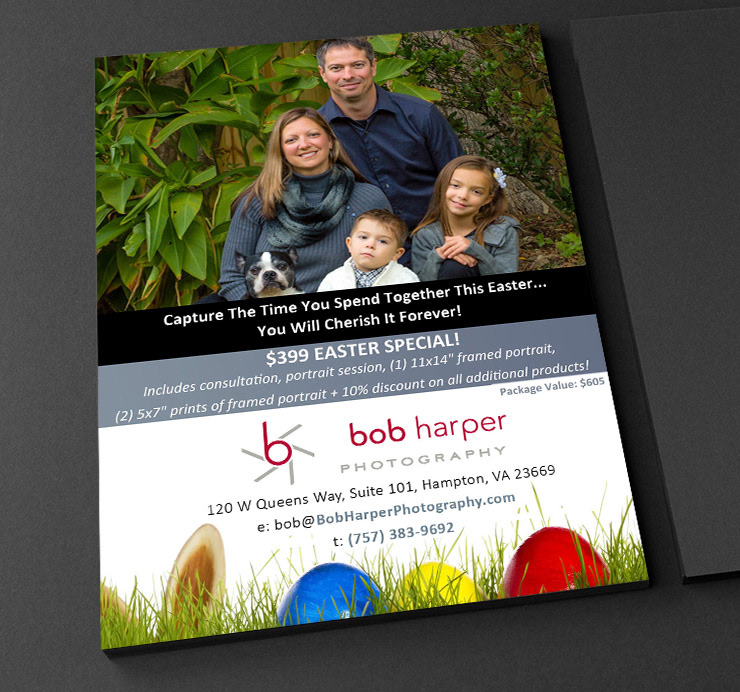 Capture The Time You Spend Together This Easter...
You Will Cherish It Forever!
$399 EASTER SPECIAL!
Includes consultation, portrait session, (1) 11x14" framed portrait,
(2) 5x7" prints of framed portrait + 10% discount on all additional products!
Package Value: $605
b bob harper
PHOTOGRAPHY
120 W Queens Way, Suite 101, Hampton, VA 23669
e: bob@BobHarperPhotography.com
t: (757) 383-9692